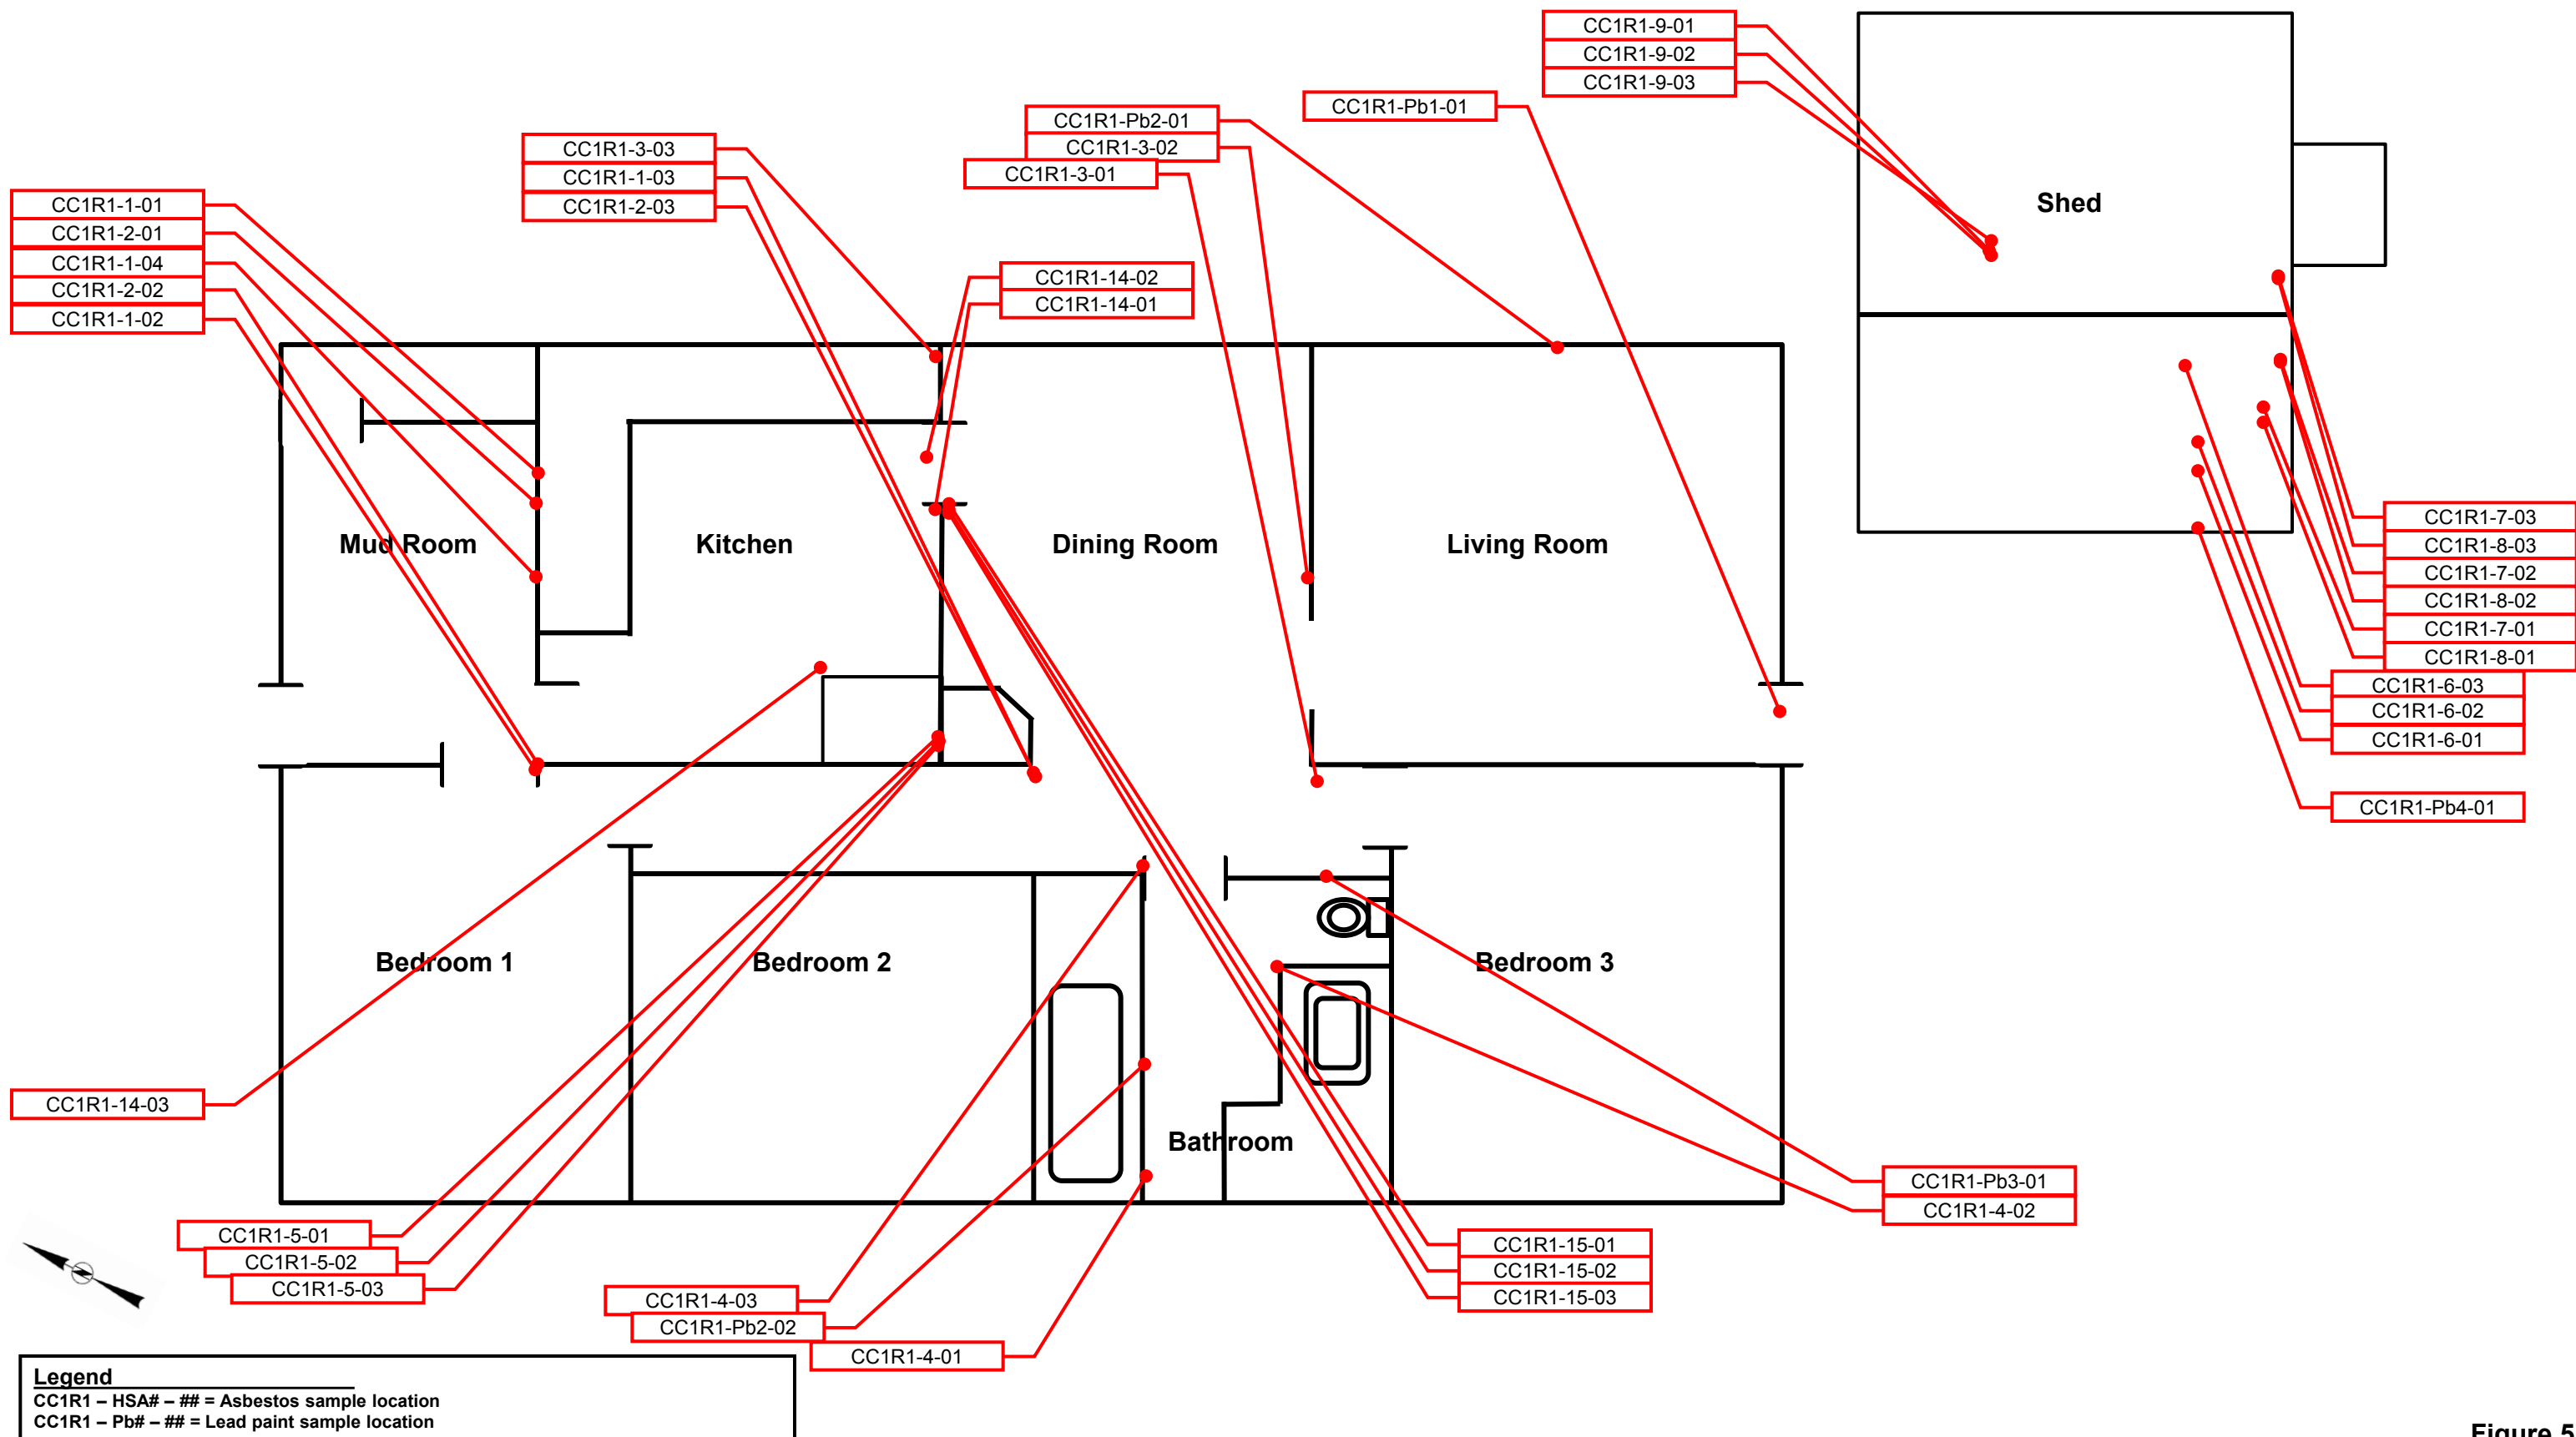 CC1R1-9-01
CC1R1-9-02
CC1R1-9-03
CC1R1-Pb1-01
CC1R1-Pb2-01
CC1R1-3-02
CC1R1-3-01
CC1R1-3-03
CC1R1-1-03
CC1R1-2-03
CC1R1-1-01
CC1R1-2-01
CC1R1-1-04
CC1R1-2-02
CC1R1-1-02
Shed
CC1R1-14-02
CC1R1-14-01
Mud Room
Kitchen
Dining Room
Living Room
CC1R1-7-03
CC1R1-8-03
CC1R1-7-02
CC1R1-8-02
CC1R1-7-01
CC1R1-8-01
CC1R1-6-03
CC1R1-6-02
CC1R1-6-01
CC1R1-Pb4-01
Bedroom 1
Bedroom 2
Bedroom 3
CC1R1-14-03
Bathroom
CC1R1-Pb3-01
CC1R1-4-02
CC1R1-5-01
CC1R1-5-02
CC1R1-5-03
CC1R1-15-01
CC1R1-15-02
CC1R1-15-03
CC1R1-4-03
CC1R1-Pb2-02
CC1R1-4-01
Legend
CC1R1 – HSA# – ## = Asbestos sample location
CC1R1 – Pb# – ## = Lead paint sample location
Figure 5